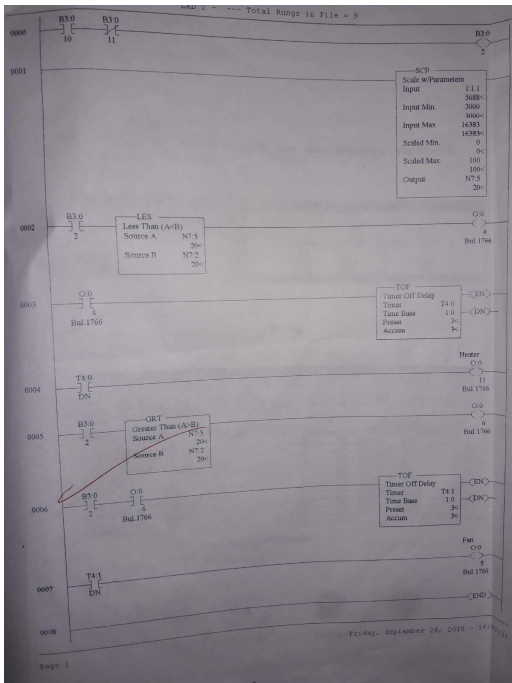 LAD 2 - --- Total Rungs in File = 9
0000
B3:0
10
B3:0
11
B3:0
2
0001
SCP
Scale w/Parameters
Input 1:1.1
5688<
Input Min. 3000
3000<
Input Max. 16383
16383<
Scaled Min. 0
0<
Scaled Max. 100
100<
Output N7:5
20<
0002
B3:0
2
LES
Less Than (A<B)
Source A N7:5
20<
Source B N7:2
20<
O:0
4
Bul.1766
0003
O:0
4
Bul.1766
TOF
Timer Off Delay
Timer T4:0
Time Base 1.0
Preset 3<
Accum 3<
EN
DN
0004
T4:0
DN
Heater
O:0
11
Bul.1766
0005
B3:0
2
GRT
Greater Than (A>B)
Source A N7:5
20<
Source B N7:2
20<
O:0
6
Bul.1766
0006
B3:0
2
O:0
6
Bul.1766
TOF
Timer Off Delay
Timer T4:1
Time Base 1.0
Preset 3<
Accum 3<
EN
DN
0007
T4:1
DN
Fan
O:0
8
Bul.1766
0008
END
Page 3
Friday, September 28, 2018 -